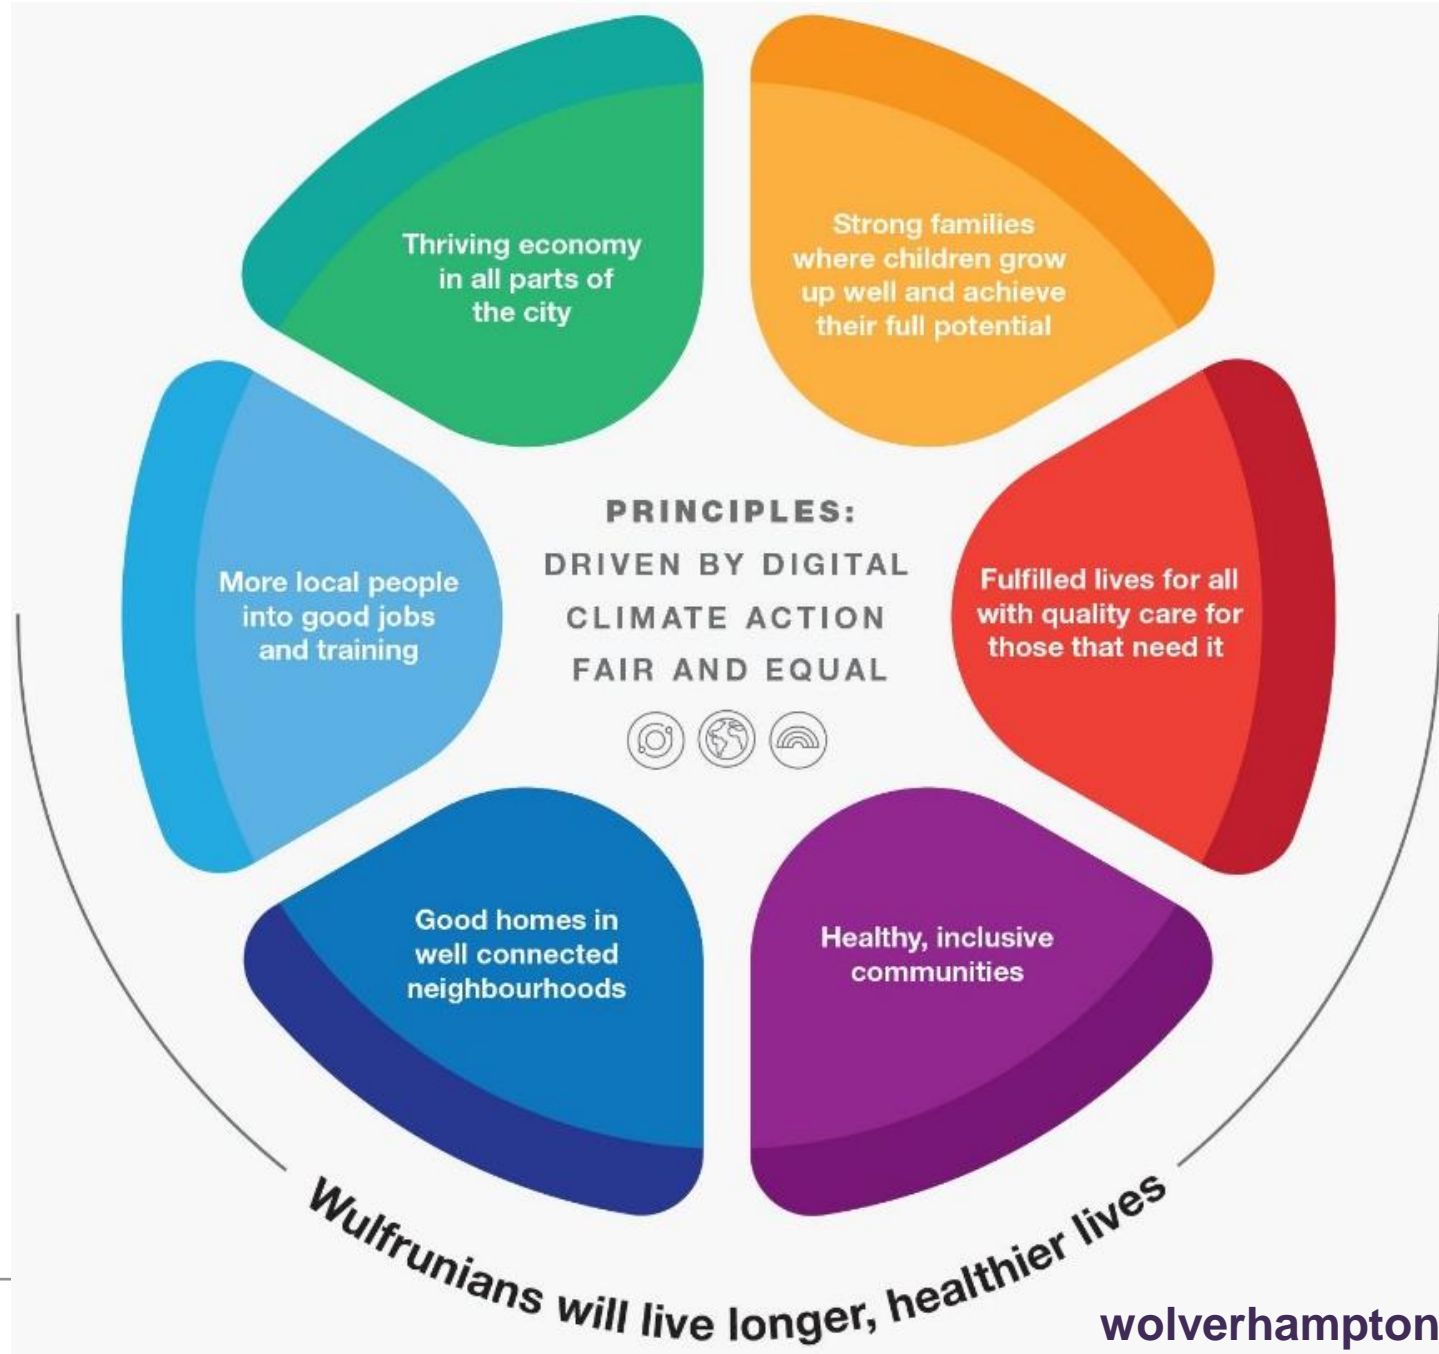 Thriving economy
in all parts of
the city
Strong families
where children grow
up well and achieve
their full potential
More local people
into good jobs
and training
PRINCIPLES:
DRIVEN BY DIGITAL
CLIMATE ACTION
FAIR AND EQUAL
Fulfilled lives for all
with quality care for
those that need it
Good homes in
well connected
neighbourhoods
Healthy, inclusive
communities
Wulfrunians will live longer, healthier lives
wolverhampton